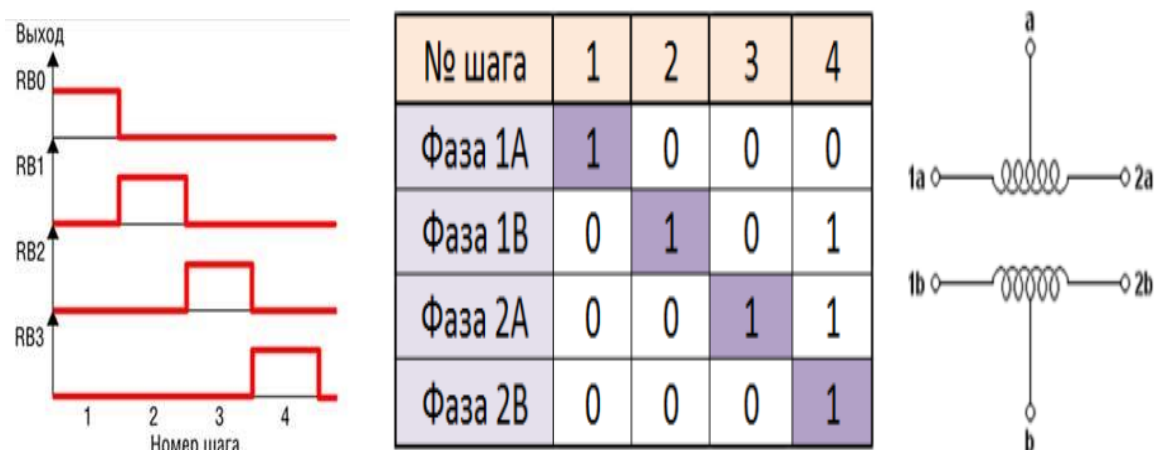 Выход
RB0
RB1
RB2
RB3
1 2 3 4
Номер шага
№ шага 1 2 3 4
Фаза 1A 1 0 0 0
Фаза 1B 0 1 0 1
Фаза 2A 0 0 1 1
Фаза 2B 0 0 0 1
a
1a 2a
1b 2b
b